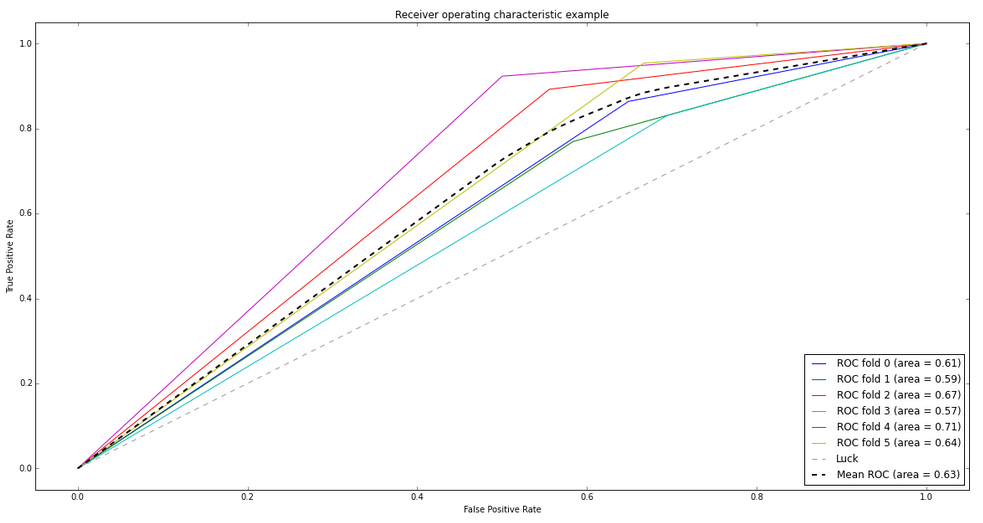 Receiver operating characteristic example
True Positive Rate
1.0
0.8
0.6
0.4
0.2
0.0
ROC fold 0 (area = 0.61)
ROC fold 1 (area = 0.59)
ROC fold 2 (area = 0.67)
ROC fold 3 (area = 0.57)
ROC fold 4 (area = 0.71)
ROC fold 5 (area = 0.64)
Luck
Mean ROC (area = 0.63)
0.0 0.2 0.4 0.6 0.8 1.0
False Positive Rate